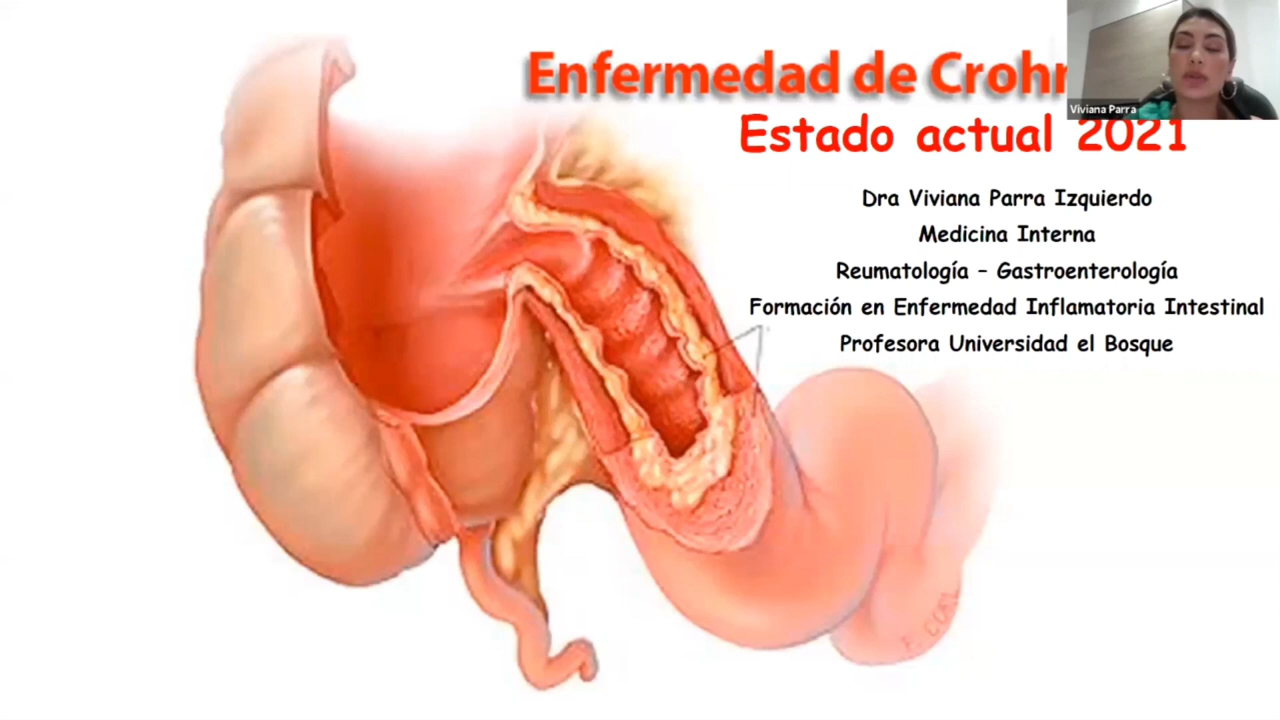 Enfermedad de Crohn
Viviana Parra
Estado actual 2021
Dra Viviana Parra Izquierdo
Medicina Interna
Reumatología – Gastroenterología
Formación en Enfermedad Inflamatoria Intestinal
Profesora Universidad el Bosque